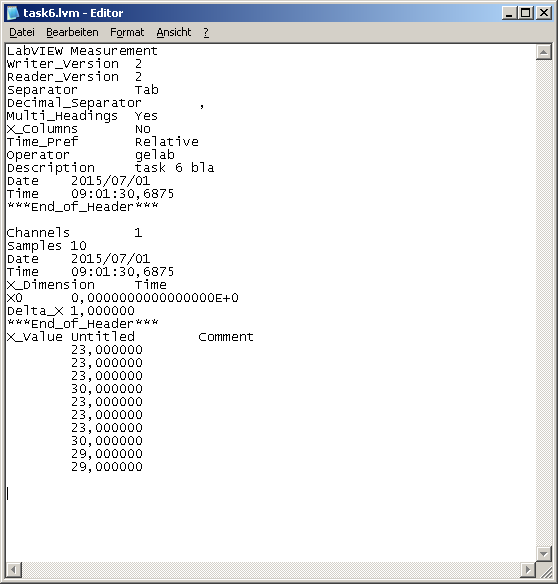 task6.lvm - Editor
Datei Bearbeiten Format Ansicht ?
LabVIEW Measurement
Writer_Version 2
Reader_Version 2
Separator Tab
Decimal_Separator ,
Multi_Headings Yes
X_Columns No
Time_Pref Relative
Operator gelab
Description task 6 bla
Date 2015/07/01
Time 09:01:30,6875
***End_of_Header***
Channels 1
Samples 10
Date 2015/07/01
Time 09:01:30,6875
X_Dimension Time
X0 0,0000000000000000E+0
Delta_X 1,000000
***End_of_Header***
X_Value Untitled Comment
23,000000
23,000000
23,000000
30,000000
23,000000
23,000000
23,000000
30,000000
29,000000
29,000000